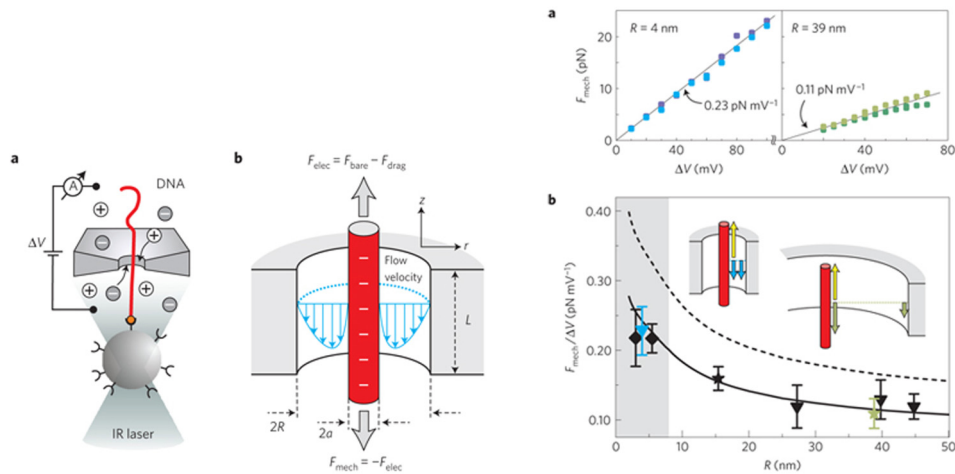 a
DNA
A
ΔV
IR laser
b
F_elec = F_bare − F_drag
z
r
Flow
velocity
L
2R
2a
F_mech = −F_elec
a
R = 4 nm
R = 39 nm
F_mech (pN)
20
10
0
0.23 pN mV⁻¹
0.11 pN mV⁻¹
0 40 80
0 20 40 60 80
ΔV (mV)
ΔV (mV)
b
F_mech/ΔV (pN mV⁻¹)
0.40
0.30
0.20
0.10
0 10 20 30 40 50
R (nm)